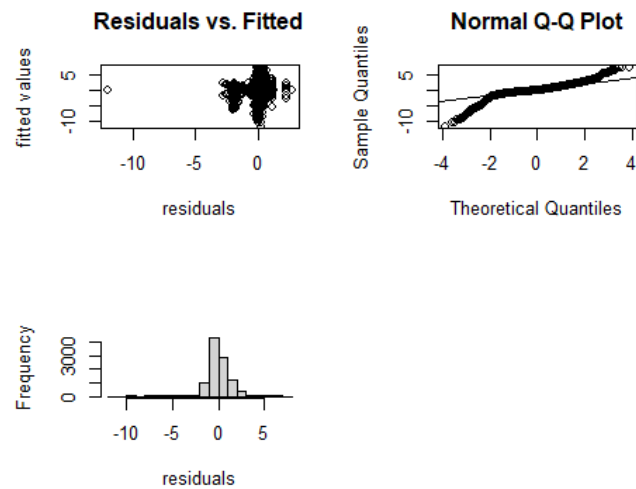 Residuals vs. Fitted
fitted values
5
-10
-10
-5
0
residuals
Normal Q-Q Plot
Sample Quantiles
5
-10
-4
-2
0
2
4
Theoretical Quantiles
Frequency
3000
0
-10
-5
0
5
residuals